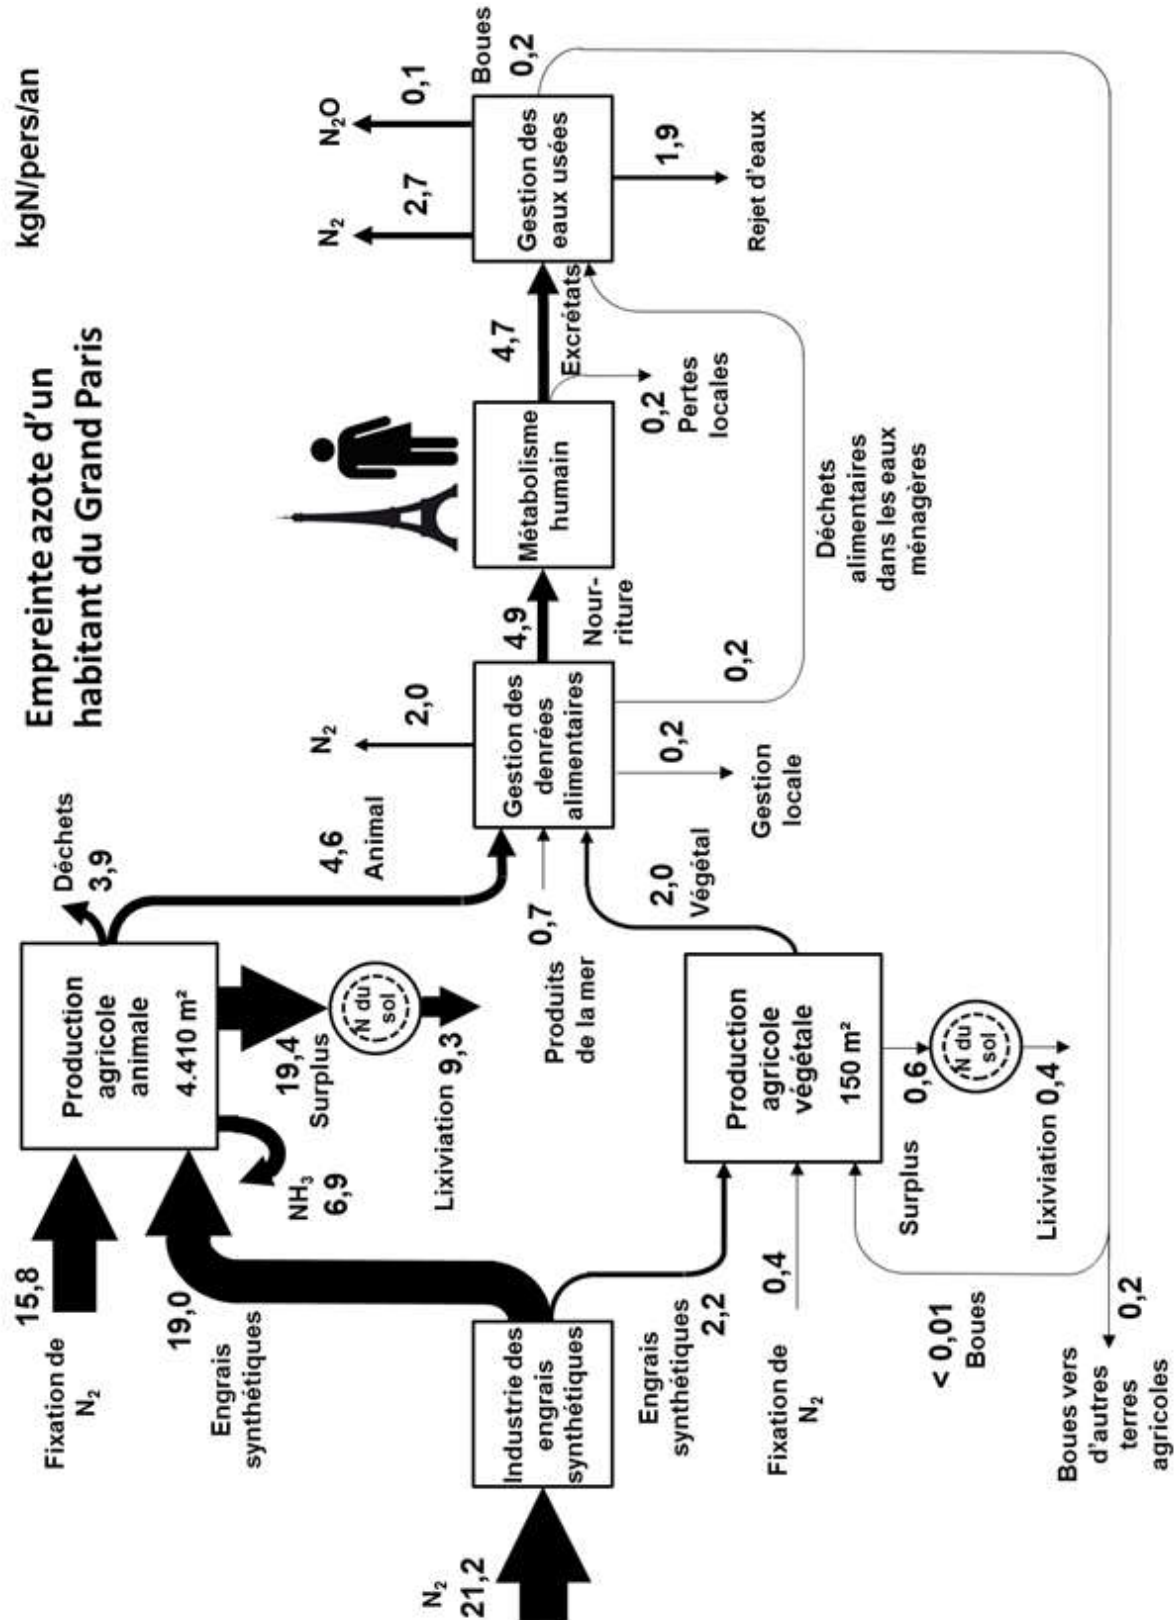 Empreinte azote d'un
habitant du Grand Paris
kgN/pers/an
15,8
Fixation de
N₂
19,0
Engrais
synthétiques
Production
agricole
animale
4.410 m²
Déchets
3,9
NH₃
6,9
19,4
Surplus
N du
sol
Lixiviation 9,3
4,6
Animal
N₂
21,2
Industrie des
engrais
synthétiques
Engrais
synthétiques
2,2
Fixation de
N₂
0,4
< 0,01
Boues
Production
agricole
végétale
150 m²
Surplus
0,6
N du
sol
Lixiviation 0,4
2,0
Végétal
0,7
Produits
de la mer
Gestion des
denrées
alimentaires
N₂
2,0
0,2
Gestion
locale
0,2
Déchets
alimentaires
dans les eaux
ménagères
4,9
Nour-
riture
Métabolisme
humain
4,7
Excrétats
0,2
Pertes
locales
Gestion des
eaux usées
N₂
2,7
N₂O
0,1
Boues
0,2
1,9
Rejet d'eaux
Boues vers
d'autres
terres
agricoles
0,2